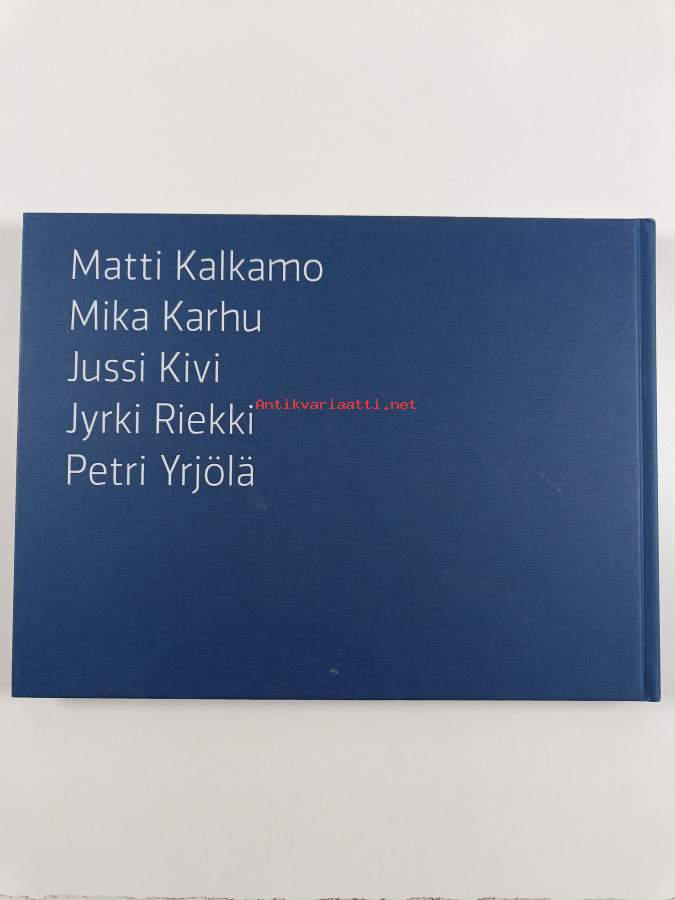 Matti Kalkamo
Mika Karhu
Jussi Kivi
Antikvariaatti.net
Jyrki Riekki
Petri Yrjölä